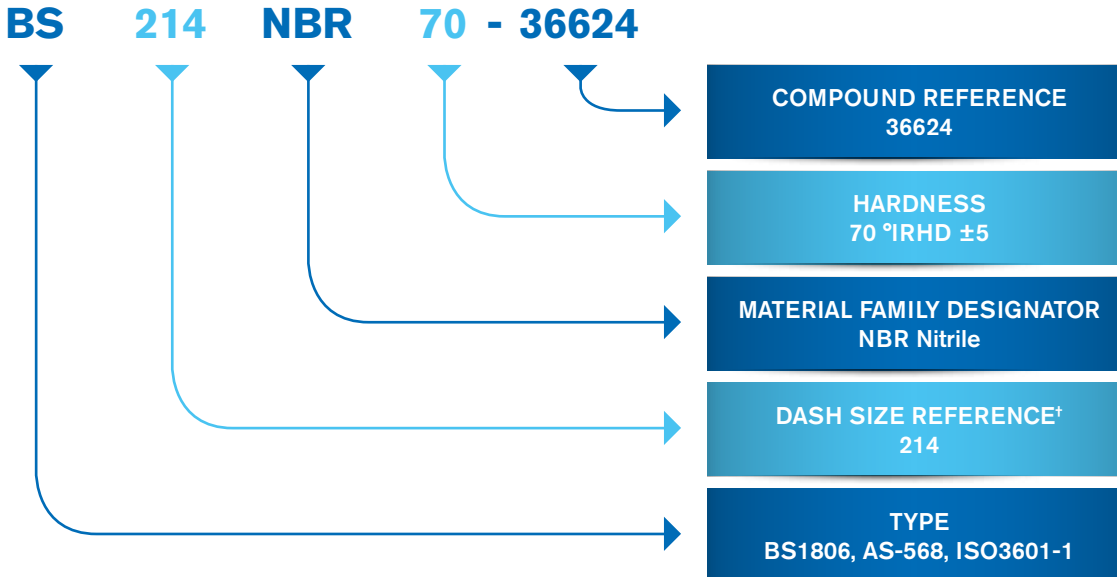 BS 214 NBR 70 - 36624
COMPOUND REFERENCE
36624
HARDNESS
70 °IRHD ±5
MATERIAL FAMILY DESIGNATOR
NBR Nitrile
DASH SIZE REFERENCE†
214
TYPE
BS1806, AS-568, ISO3601-1